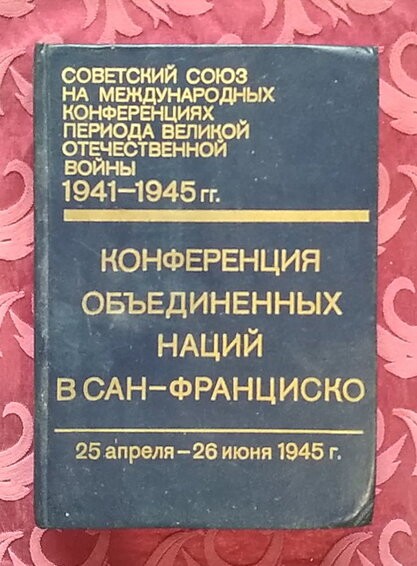 СОВЕТСКИЙ СОЮЗ
НА МЕЖДУНАРОДНЫХ
КОНФЕРЕНЦИЯХ
ПЕРИОДА ВЕЛИКОЙ
ОТЕЧЕСТВЕННОЙ
ВОЙНЫ
1941—1945 гг.
КОНФЕРЕНЦИЯ
ОБЪЕДИНЕННЫХ
НАЦИЙ
В САН-ФРАНЦИСКО
25 апреля — 26 июня 1945 г.